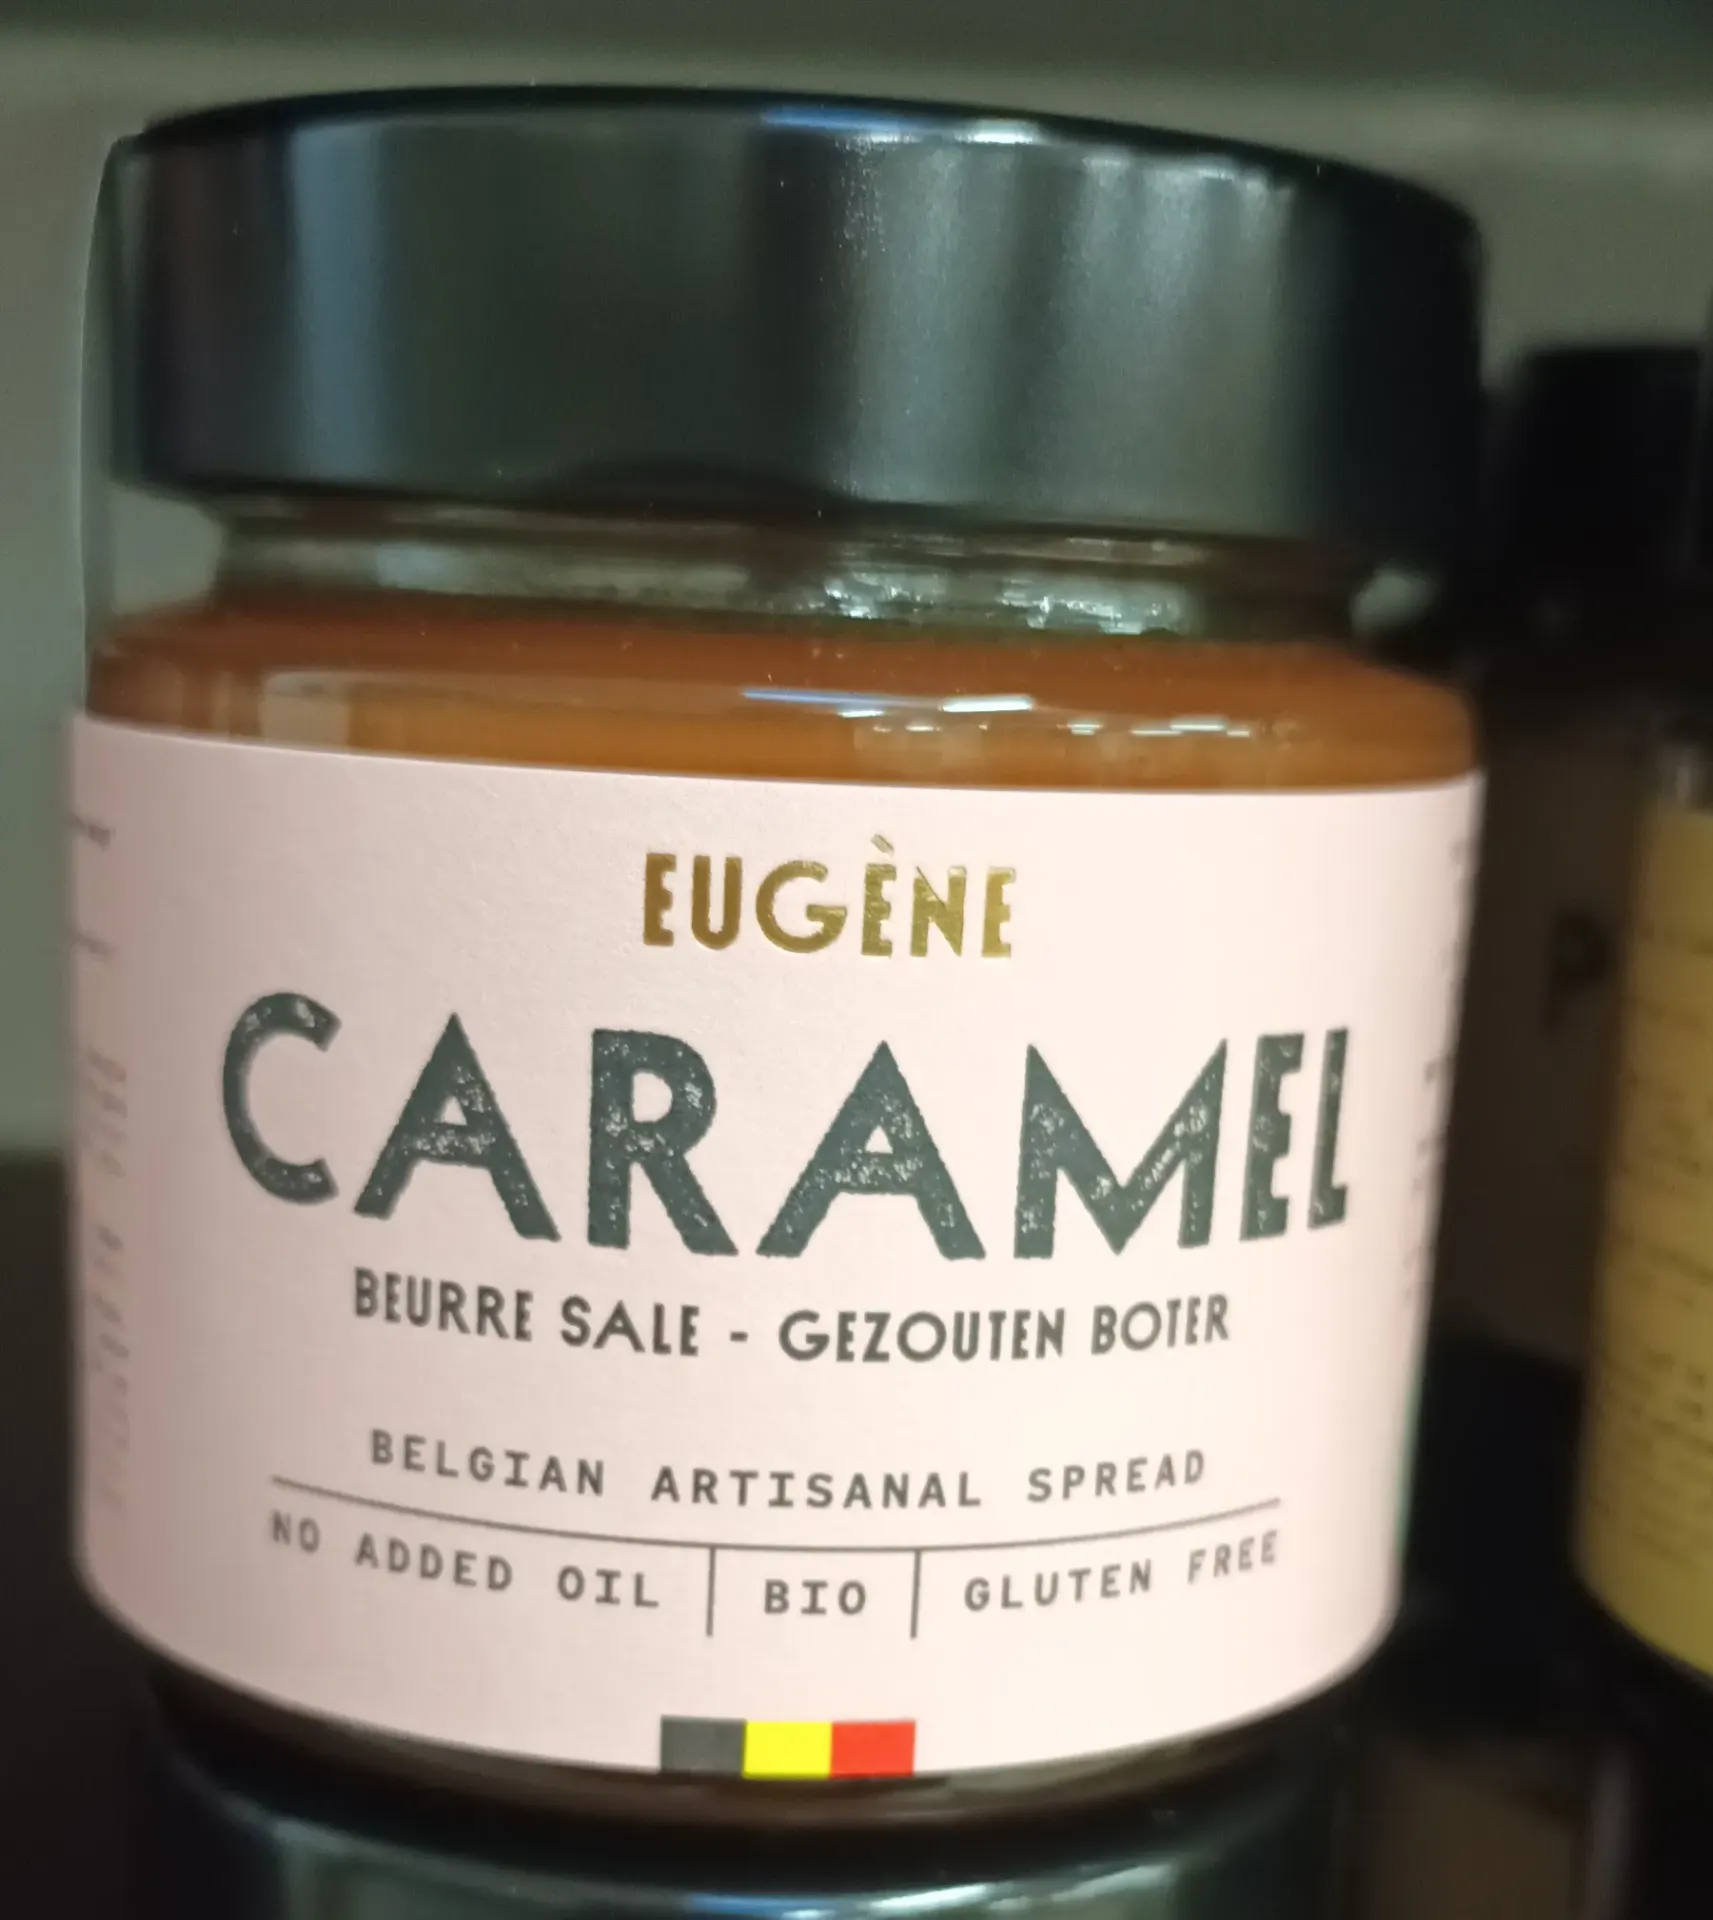 EUGÈNE
CARAMEL
BEURRE SALE - GEZOUTEN BOTER
BELGIAN ARTISANAL SPREAD
NO ADDED OIL | BIO | GLUTEN FREE